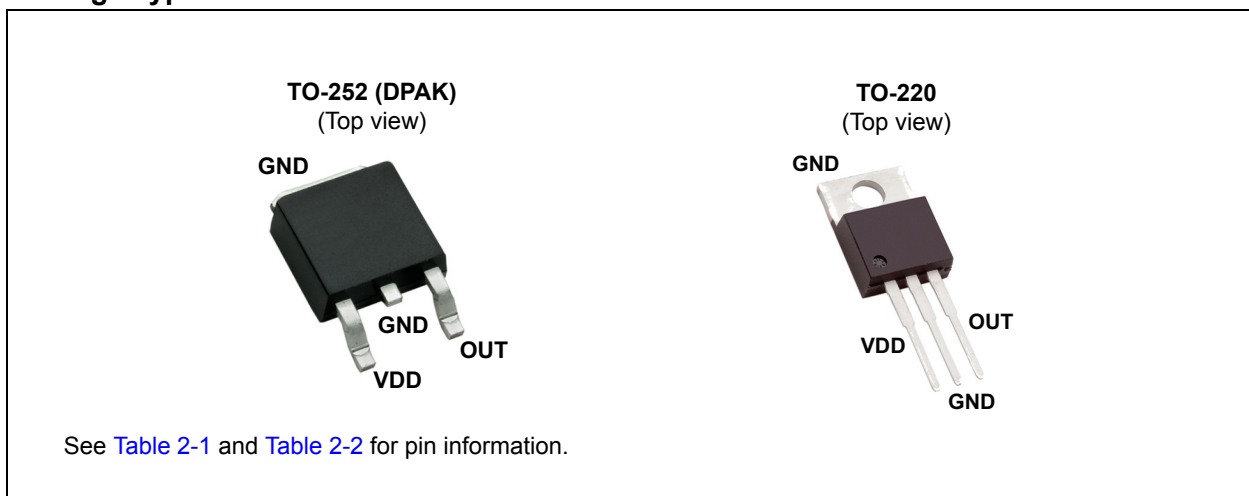 TO-252 (DPAK)
(Top view)
GND
GND
OUT
VDD
TO-220
(Top view)
GND
OUT
VDD
GND
See Table 2-1 and Table 2-2 for pin information.